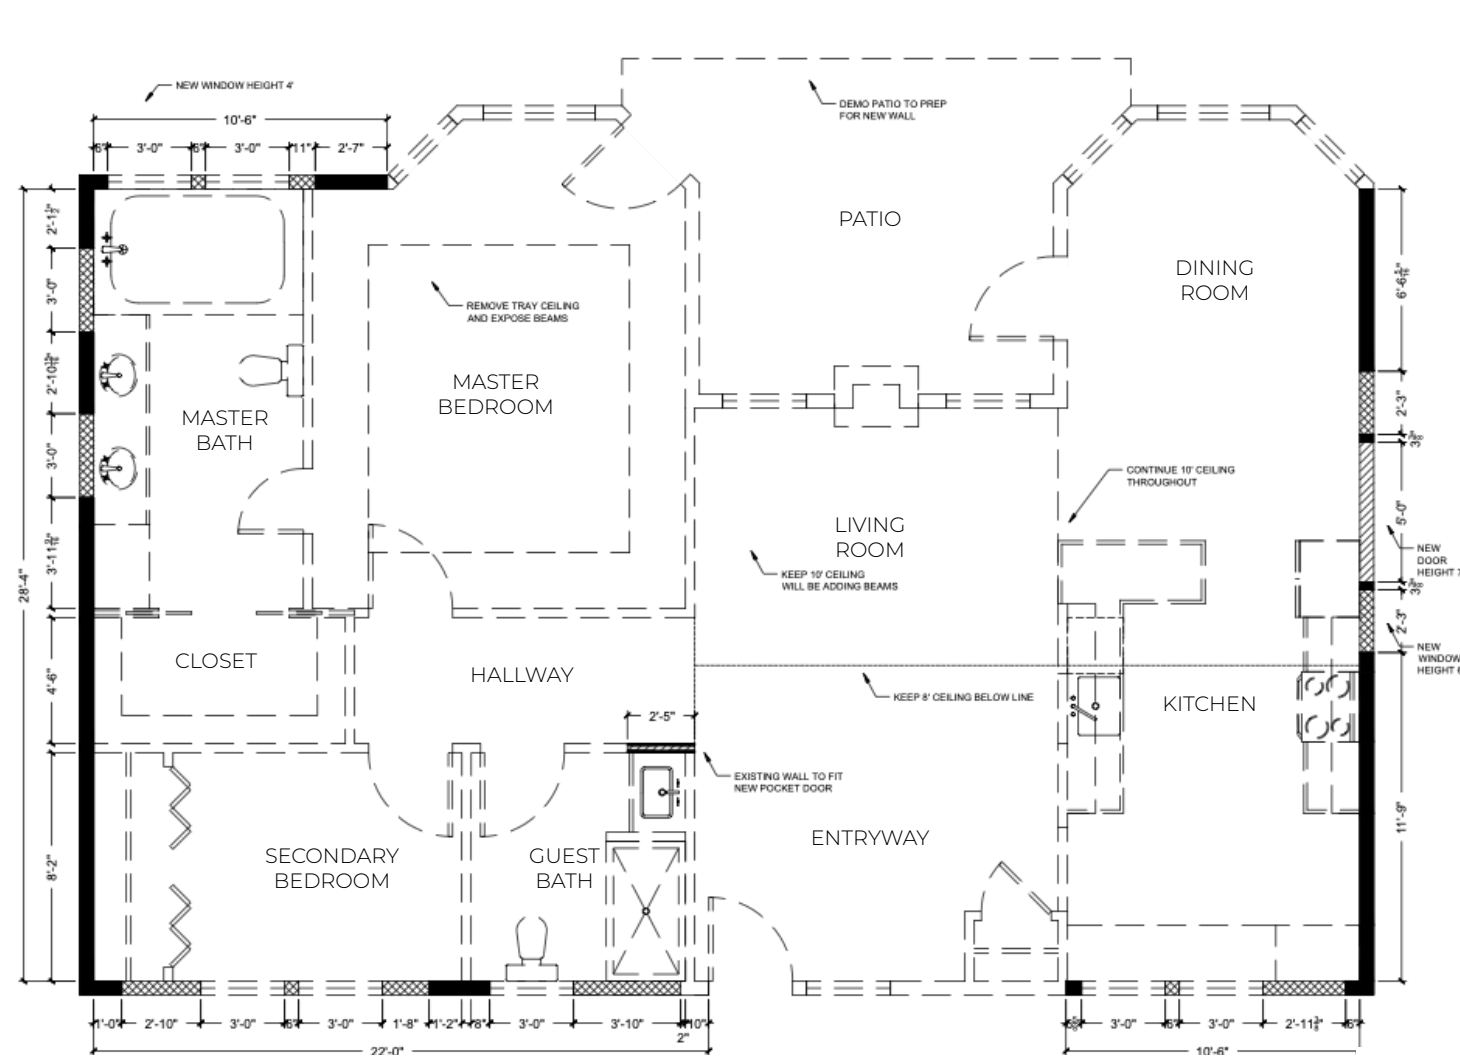 NEW WINDOW HEIGHT 4'
DEMO PATIO TO PREP
FOR NEW WALL
10'-6"
6"
3'-0"
6"
3'-0"
11"
2'-7"
PATIO
DINING
ROOM
2'-1½"
3'-0"
3'-0"
28'-4"
4'-6"
8'-2"
REMOVE TRAY CEILING
AND EXPOSE BEAMS
MASTER
BEDROOM
MASTER
BATH
2'-3"
CONTINUE 10' CEILING
THROUGHOUT
LIVING
ROOM
5'-0"
NEW
DOOR
HEIGHT
KEEP 10' CEILING
WILL BE ADDING BEAMS
2'-3"
CLOSET
HALLWAY
NEW
WINDOW
HEIGHT
KEEP 8' CEILING BELOW LINE
KITCHEN
2'-5"
EXISTING WALL TO FIT
NEW POCKET DOOR
11'-9"
ENTRYWAY
SECONDARY
BEDROOM
GUEST
BATH
1'-0"
2'-10"
3'-0"
6"
3'-0"
1'-8"
1'-2"
8"
3'-0"
3'-10"
2"
10"
3'-0"
6"
3'-0"
6"
22'-0"
10'-6"